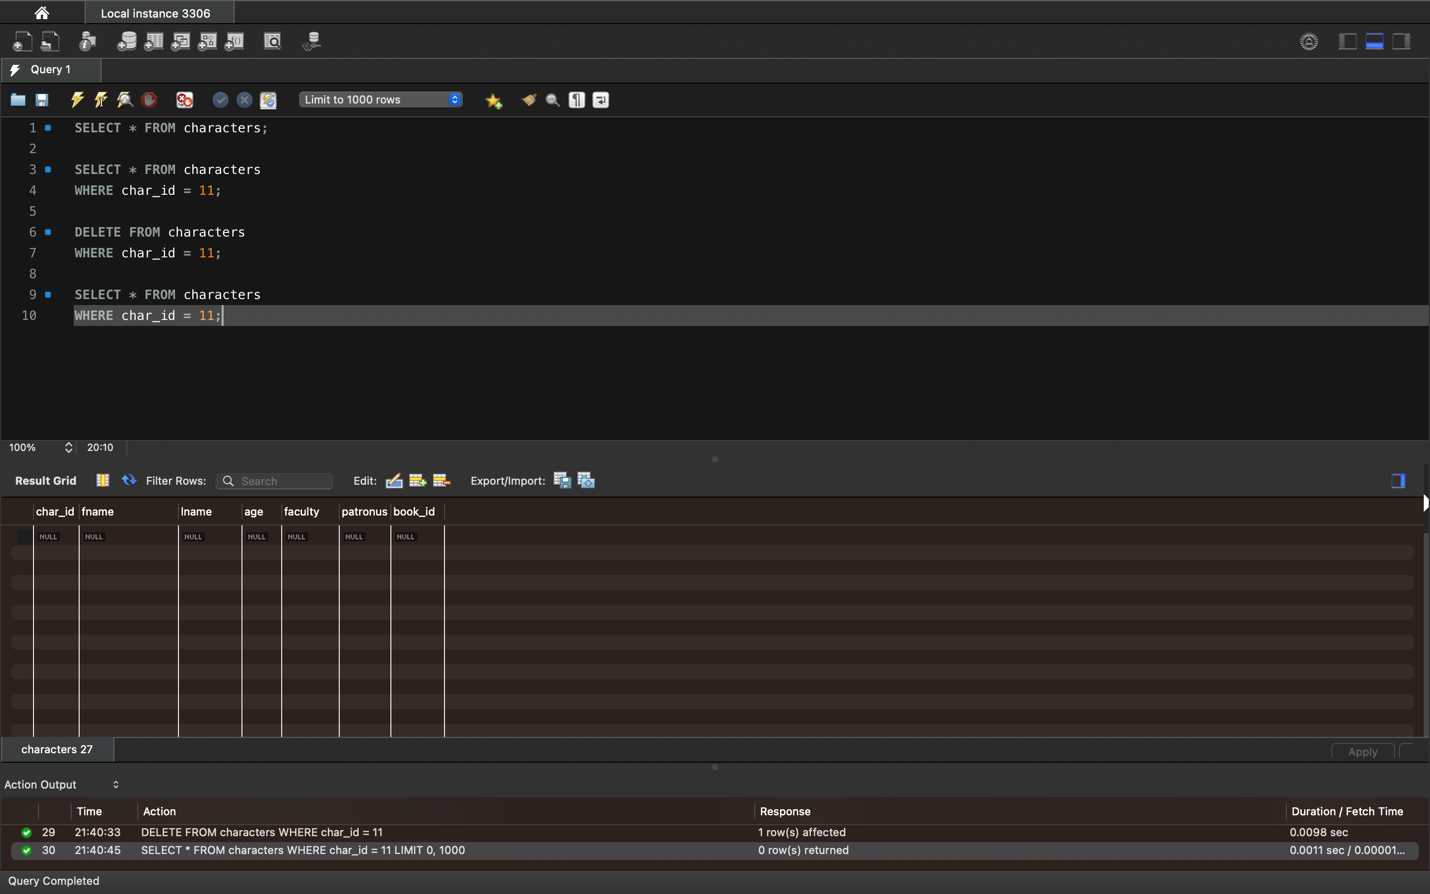 Local instance 3306
Query 1
Limit to 1000 rows
1 SELECT * FROM characters;
2
3 SELECT * FROM characters
4 WHERE char_id = 11;
5
6 DELETE FROM characters
7 WHERE char_id = 11;
8
9 SELECT * FROM characters
10 WHERE char_id = 11;
100% 20:10
Result Grid Filter Rows: Search Edit: Export/Import:
char_id fname lname age faculty patronus book_id
NULL NULL NULL NULL NULL NULL NULL
characters 27 Apply
Action Output
Time Action Response Duration / Fetch Time
29 21:40:33 DELETE FROM characters WHERE char_id = 11 1 row(s) affected 0.0098 sec
30 21:40:45 SELECT * FROM characters WHERE char_id = 11 LIMIT 0, 1000 0 row(s) returned 0.0011 sec / 0.00001...
Query Completed